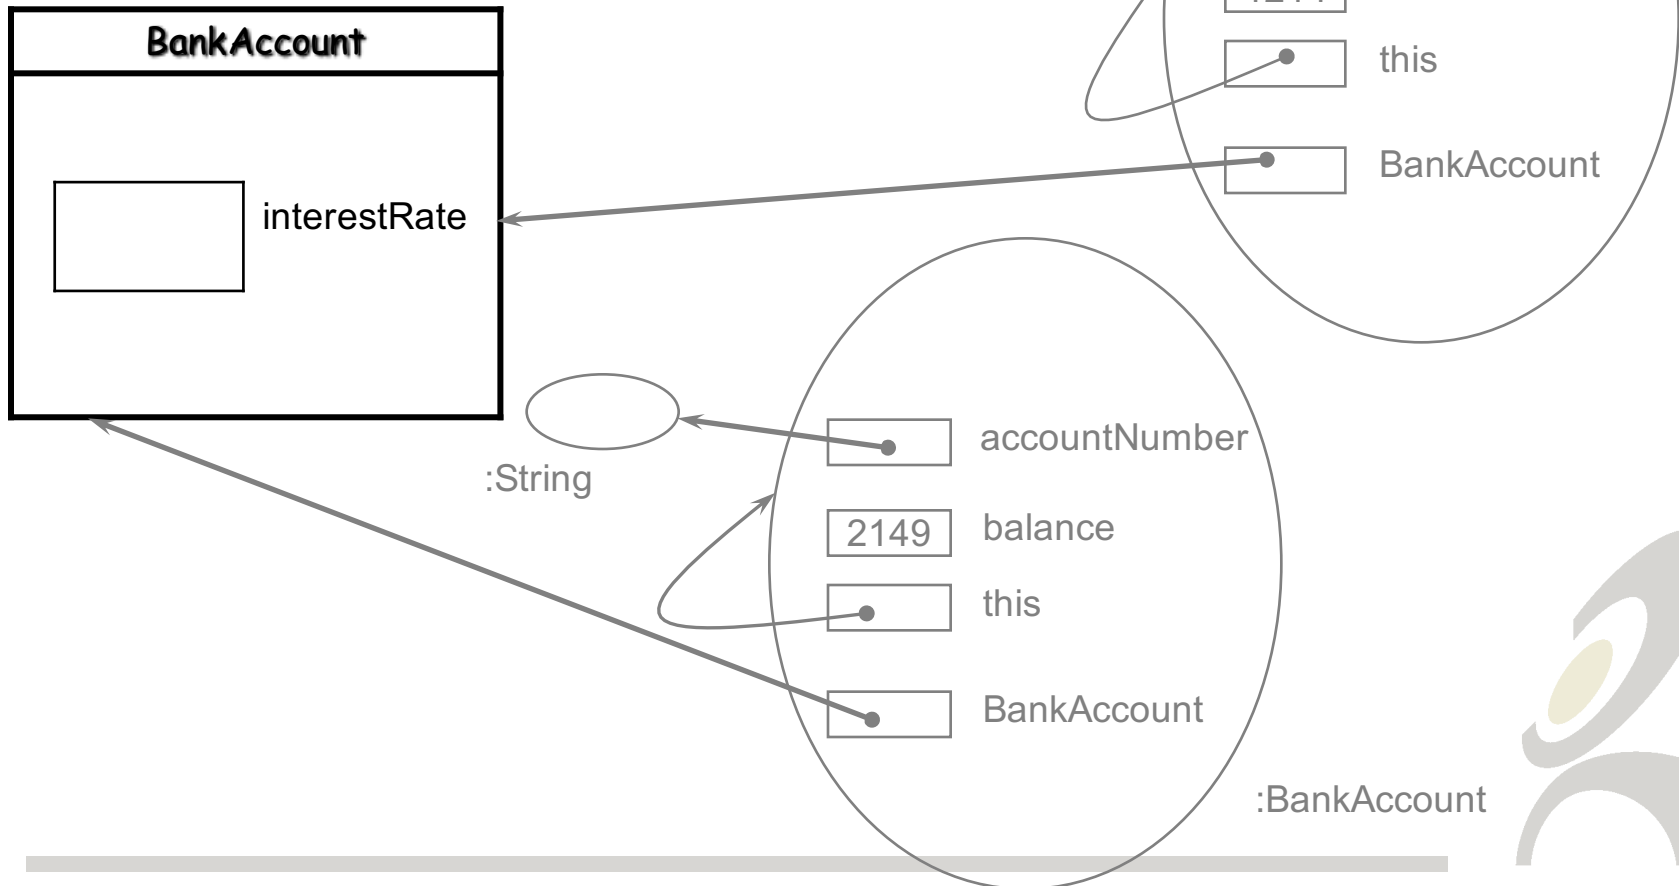 BankAccount
this
BankAccount
interestRate
accountNumber
:String
2149 balance
this
BankAccount
:BankAccount